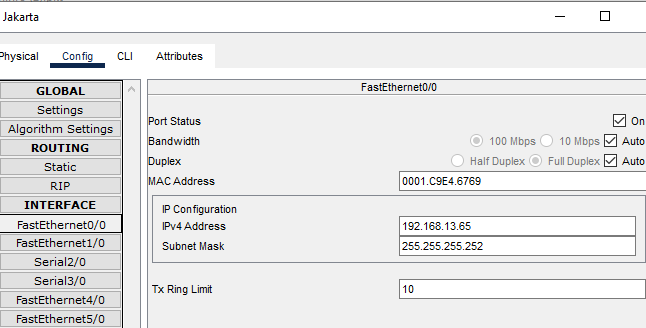 Jakarta
Physical Config CLI Attributes
GLOBAL
Settings
Algorithm Settings
ROUTING
Static
RIP
INTERFACE
FastEthernet0/0
FastEthernet1/0
Serial2/0
Serial3/0
FastEthernet4/0
FastEthernet5/0
FastEthernet0/0
Port Status On
Bandwidth 100 Mbps 10 Mbps Auto
Duplex Half Duplex Full Duplex Auto
MAC Address 0001.C9E4.6769
IP Configuration
IPv4 Address 192.168.13.65
Subnet Mask 255.255.255.252
Tx Ring Limit 10